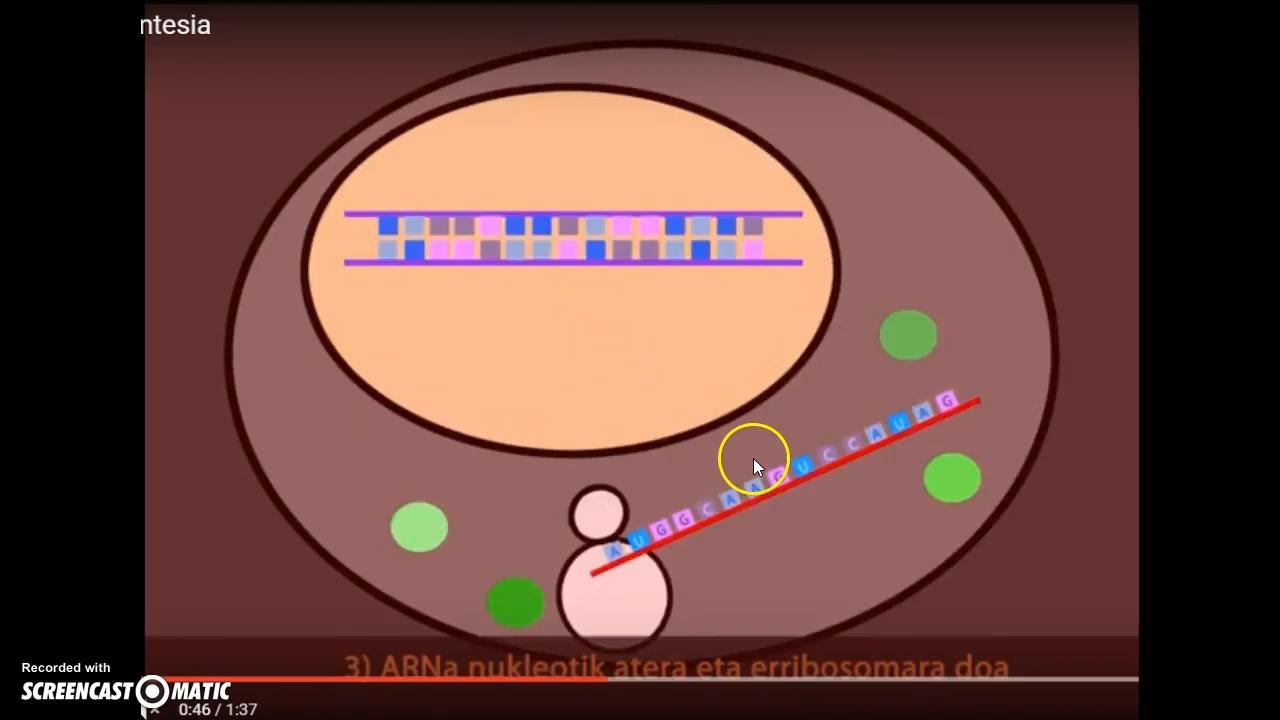 ntesia
A U G G C A A G U C C A U A G
3) ARNa nukleotik atera eta erribosomara doa
Recorded with
SCREENCAST MATIC
0:46 / 1:37